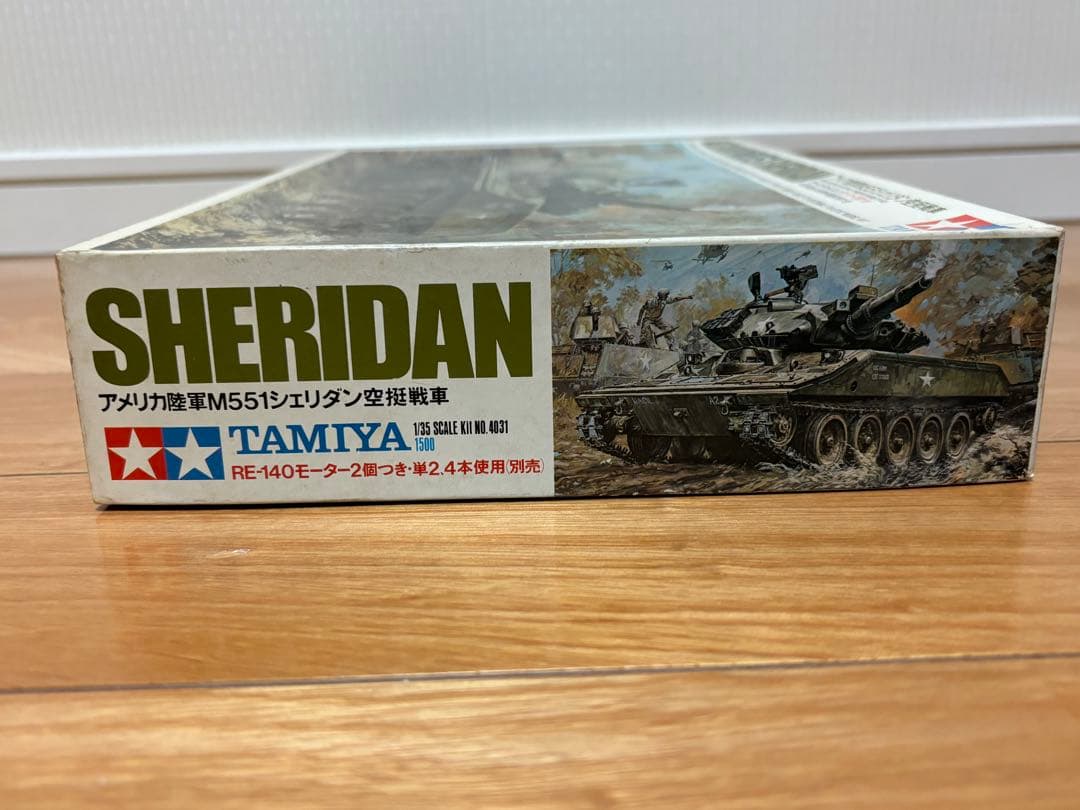 SHERIDAN
アメリカ陸軍M551シェリダン空挺戦車
TAMIYA
1/35 SCALE KIT NO.4031
1500
RE-140モーター2個つき・単2.4本使用(別売)
A2